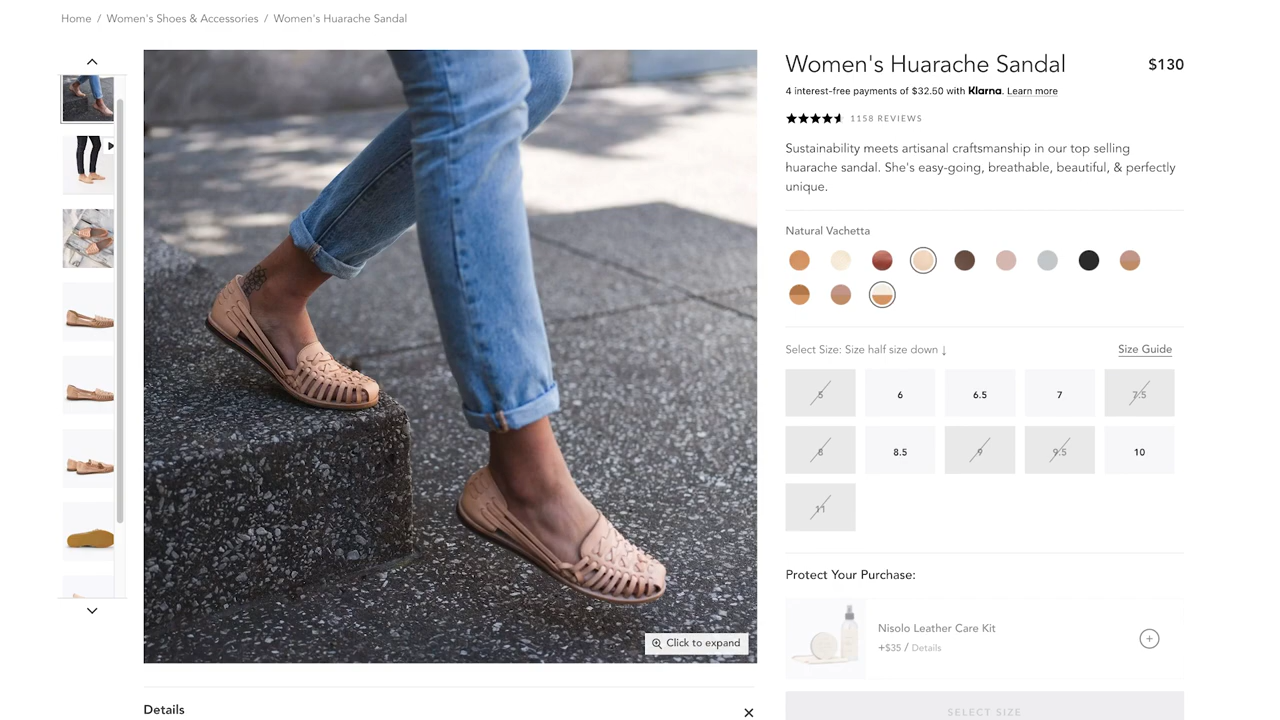 Home / Women's Shoes & Accessories / Women's Huarache Sandal
Women's Huarache Sandal
$130
4 interest-free payments of $32.50 with Klarna. Learn more
1158 REVIEWS
Sustainability meets artisanal craftsmanship in our top selling
huarache sandal. She's easy-going, breathable, beautiful, & perfectly
unique.
Natural Vachetta
Select Size: Size half size down ↓
Size Guide
5 6 6.5 7 7.5
8 8.5 9 9.5 10
11
Protect Your Purchase:
Nisolo Leather Care Kit
+$35 / Details
Click to expand
SELECT SIZE
Details